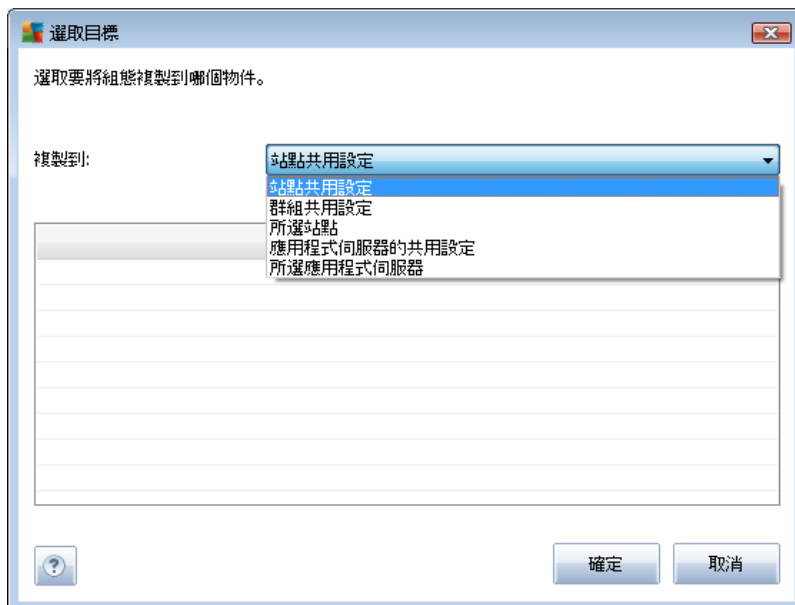 選取目標
選取要將組態複製到哪個物件。
複製到:
站點共用設定
站點共用設定
群組共用設定
所選站點
應用程式伺服器的共用設定
所選應用程式伺服器
?
確定
取消